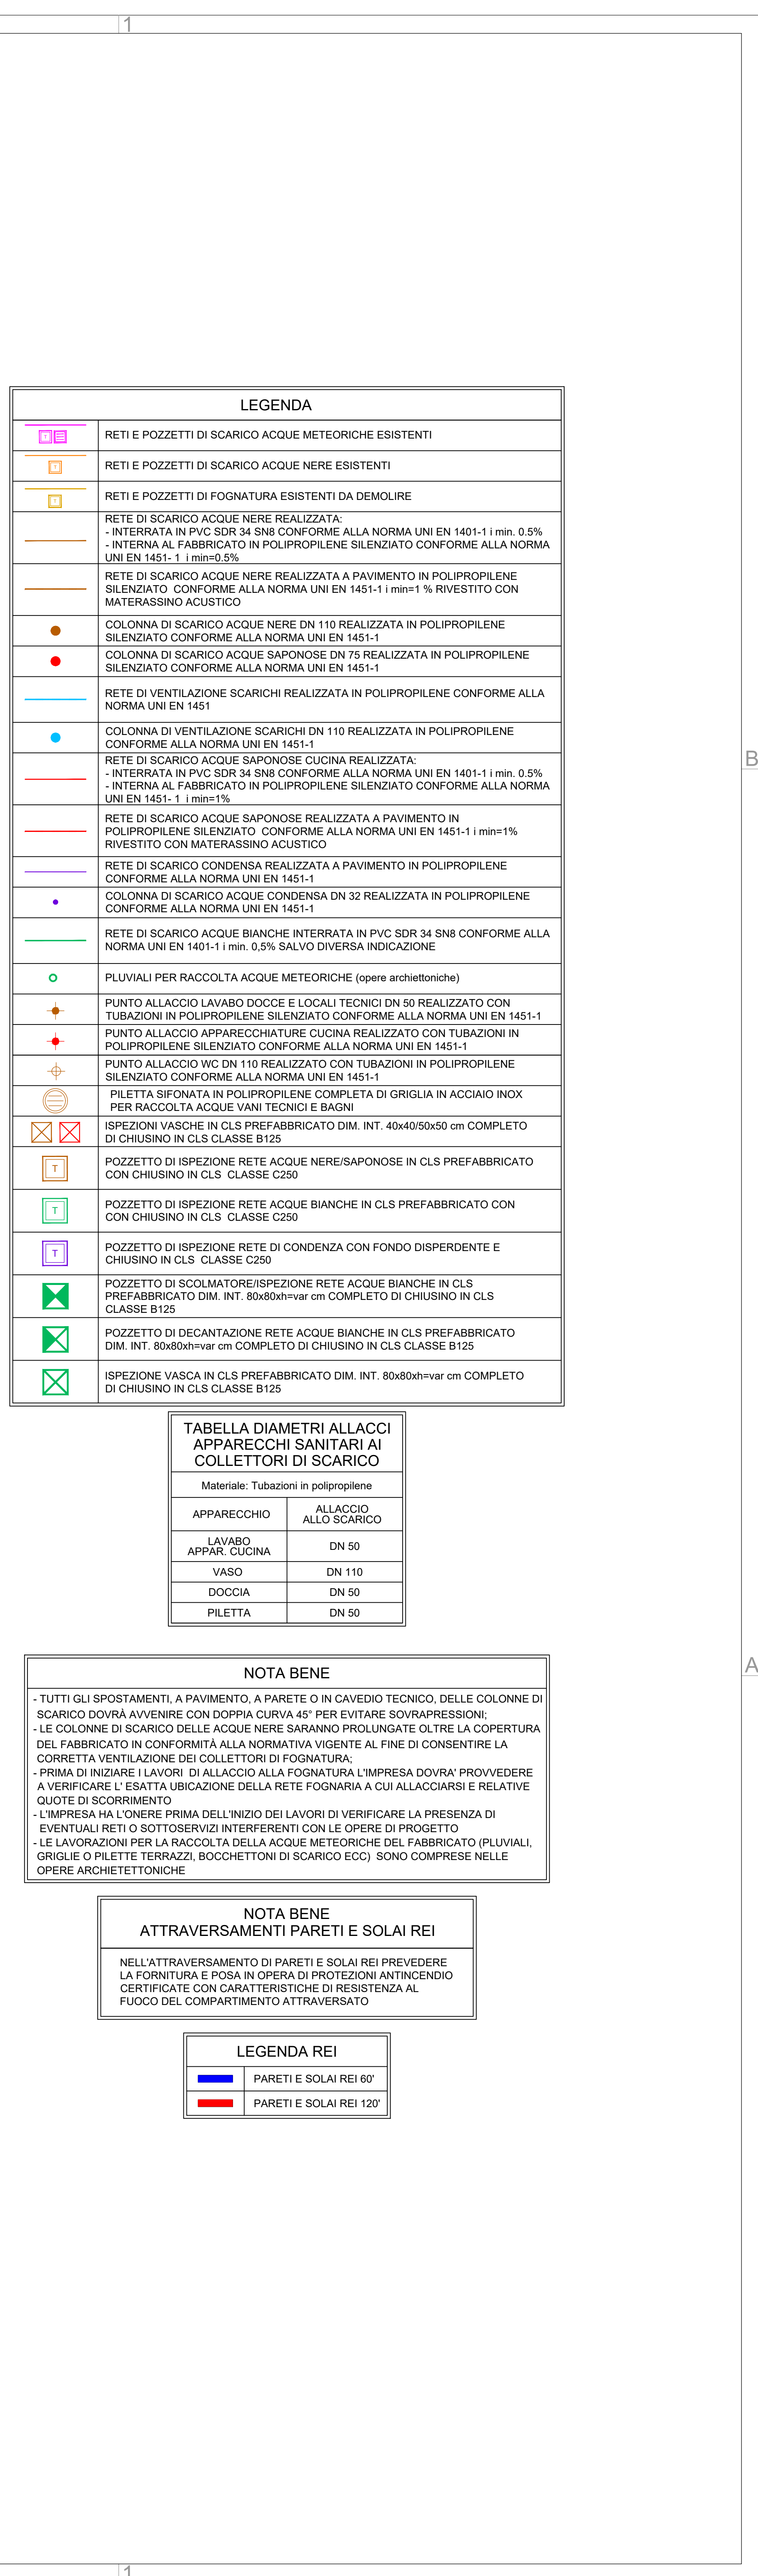 1
LEGENDA
T
RETI E POZZETTI DI SCARICO ACQUE METEORICHE ESISTENTI
T
RETI E POZZETTI DI SCARICO ACQUE NERE ESISTENTI
T
RETI E POZZETTI DI FOGNATURA ESISTENTI DA DEMOLIRE
RETE DI SCARICO ACQUE NERE REALIZZATA:
- INTERRATA IN PVC SDR 34 SN8 CONFORME ALLA NORMA UNI EN 1401-1 i min. 0.5%
- INTERNA AL FABBRICATO IN POLIPROPILENE SILENZIATO CONFORME ALLA NORMA
UNI EN 1451- 1 i min=0.5%
RETE DI SCARICO ACQUE NERE REALIZZATA A PAVIMENTO IN POLIPROPILENE
SILENZIATO CONFORME ALLA NORMA UNI EN 1451-1 i min=1 % RIVESTITO CON
MATERASSINO ACUSTICO
COLONNA DI SCARICO ACQUE NERE DN 110 REALIZZATA IN POLIPROPILENE
SILENZIATO CONFORME ALLA NORMA UNI EN 1451-1
COLONNA DI SCARICO ACQUE SAPONOSE DN 75 REALIZZATA IN POLIPROPILENE
SILENZIATO CONFORME ALLA NORMA UNI EN 1451-1
RETE DI VENTILAZIONE SCARICHI REALIZZATA IN POLIPROPILENE CONFORME ALLA
NORMA UNI EN 1451
COLONNA DI VENTILAZIONE SCARICHI DN 110 REALIZZATA IN POLIPROPILENE
CONFORME ALLA NORMA UNI EN 1451-1
RETE DI SCARICO ACQUE SAPONOSE CUCINA REALIZZATA:
- INTERRATA IN PVC SDR 34 SN8 CONFORME ALLA NORMA UNI EN 1401-1 i min. 0.5%
- INTERNA AL FABBRICATO IN POLIPROPILENE SILENZIATO CONFORME ALLA NORMA
UNI EN 1451- 1 i min=1%
RETE DI SCARICO ACQUE SAPONOSE REALIZZATA A PAVIMENTO IN
POLIPROPILENE SILENZIATO CONFORME ALLA NORMA UNI EN 1451-1 i min=1%
RIVESTITO CON MATERASSINO ACUSTICO
RETE DI SCARICO CONDENSA REALIZZATA A PAVIMENTO IN POLIPROPILENE
CONFORME ALLA NORMA UNI EN 1451-1
COLONNA DI SCARICO ACQUE CONDENSA DN 32 REALIZZATA IN POLIPROPILENE
CONFORME ALLA NORMA UNI EN 1451-1
RETE DI SCARICO ACQUE BIANCHE INTERRATA IN PVC SDR 34 SN8 CONFORME ALLA
NORMA UNI EN 1401-1 i min. 0,5% SALVO DIVERSA INDICAZIONE
PLUVIALI PER RACCOLTA ACQUE METEORICHE (opere archiettoniche)
PUNTO ALLACCIO LAVABO DOCCE E LOCALI TECNICI DN 50 REALIZZATO CON
TUBAZIONI IN POLIPROPILENE SILENZIATO CONFORME ALLA NORMA UNI EN 1451-1
PUNTO ALLACCIO APPARECCHIATURE CUCINA REALIZZATO CON TUBAZIONI IN
POLIPROPILENE SILENZIATO CONFORME ALLA NORMA UNI EN 1451-1
PUNTO ALLACCIO WC DN 110 REALIZZATO CON TUBAZIONI IN POLIPROPILENE
SILENZIATO CONFORME ALLA NORMA UNI EN 1451-1
PILETTA SIFONATA IN POLIPROPILENE COMPLETA DI GRIGLIA IN ACCIAIO INOX
PER RACCOLTA ACQUE VANI TECNICI E BAGNI
ISPEZIONI VASCHE IN CLS PREFABBRICATO DIM. INT. 40x40/50x50 cm COMPLETO
DI CHIUSINO IN CLS CLASSE B125
T
POZZETTO DI ISPEZIONE RETE ACQUE NERE/SAPONOSE IN CLS PREFABBRICATO
CON CHIUSINO IN CLS CLASSE C250
T
POZZETTO DI ISPEZIONE RETE ACQUE BIANCHE IN CLS PREFABBRICATO CON
CON CHIUSINO IN CLS CLASSE C250
T
POZZETTO DI ISPEZIONE RETE DI CONDENZA CON FONDO DISPERDENTE E
CHIUSINO IN CLS CLASSE C250
POZZETTO DI SCOLMATORE/ISPEZIONE RETE ACQUE BIANCHE IN CLS
PREFABBRICATO DIM. INT. 80x80xh=var cm COMPLETO DI CHIUSINO IN CLS
CLASSE B125
POZZETTO DI DECANTAZIONE RETE ACQUE BIANCHE IN CLS PREFABBRICATO
DIM. INT. 80x80xh=var cm COMPLETO DI CHIUSINO IN CLS CLASSE B125
ISPEZIONE VASCA IN CLS PREFABBRICATO DIM. INT. 80x80xh=var cm COMPLETO
DI CHIUSINO IN CLS CLASSE B125
B
TABELLA DIAMETRI ALLACCI
APPARECCHI SANITARI AI
COLLETTORI DI SCARICO
Materiale: Tubazioni in polipropilene
APPARECCHIO
ALLACCIO
ALLO SCARICO
LAVABO
APPAR. CUCINA
DN 50
VASO
DN 110
DOCCIA
DN 50
PILETTA
DN 50
A
NOTA BENE
- TUTTI GLI SPOSTAMENTI, A PAVIMENTO, A PARETE O IN CAVEDIO TECNICO, DELLE COLONNE DI
SCARICO DOVRÀ AVVENIRE CON DOPPIA CURVA 45° PER EVITARE SOVRAPRESSIONI;
- LE COLONNE DI SCARICO DELLE ACQUE NERE SARANNO PROLUNGATE OLTRE LA COPERTURA
DEL FABBRICATO IN CONFORMITÀ ALLA NORMATIVA VIGENTE AL FINE DI CONSENTIRE LA
CORRETTA VENTILAZIONE DEI COLLETTORI DI FOGNATURA;
- PRIMA DI INIZIARE I LAVORI DI ALLACCIO ALLA FOGNATURA L'IMPRESA DOVRA' PROVVEDERE
A VERIFICARE L' ESATTA UBICAZIONE DELLA RETE FOGNARIA A CUI ALLACCIARSI E RELATIVE
QUOTE DI SCORRIMENTO
- L'IMPRESA HA L'ONERE PRIMA DELL'INIZIO DEI LAVORI DI VERIFICARE LA PRESENZA DI
EVENTUALI RETI O SOTTOSERVIZI INTERFERENTI CON LE OPERE DI PROGETTO
- LE LAVORAZIONI PER LA RACCOLTA DELLA ACQUE METEORICHE DEL FABBRICATO (PLUVIALI,
GRIGLIE O PILETTE TERRAZZI, BOCCHETTONI DI SCARICO ECC) SONO COMPRESE NELLE
OPERE ARCHIETETTONICHE
NOTA BENE
ATTRAVERSAMENTI PARETI E SOLAI REI
NELL'ATTRAVERSAMENTO DI PARETI E SOLAI REI PREVEDERE
LA FORNITURA E POSA IN OPERA DI PROTEZIONI ANTINCENDIO
CERTIFICATE CON CARATTERISTICHE DI RESISTENZA AL
FUOCO DEL COMPARTIMENTO ATTRAVERSATO
LEGENDA REI
PARETI E SOLAI REI 60'
PARETI E SOLAI REI 120'
1